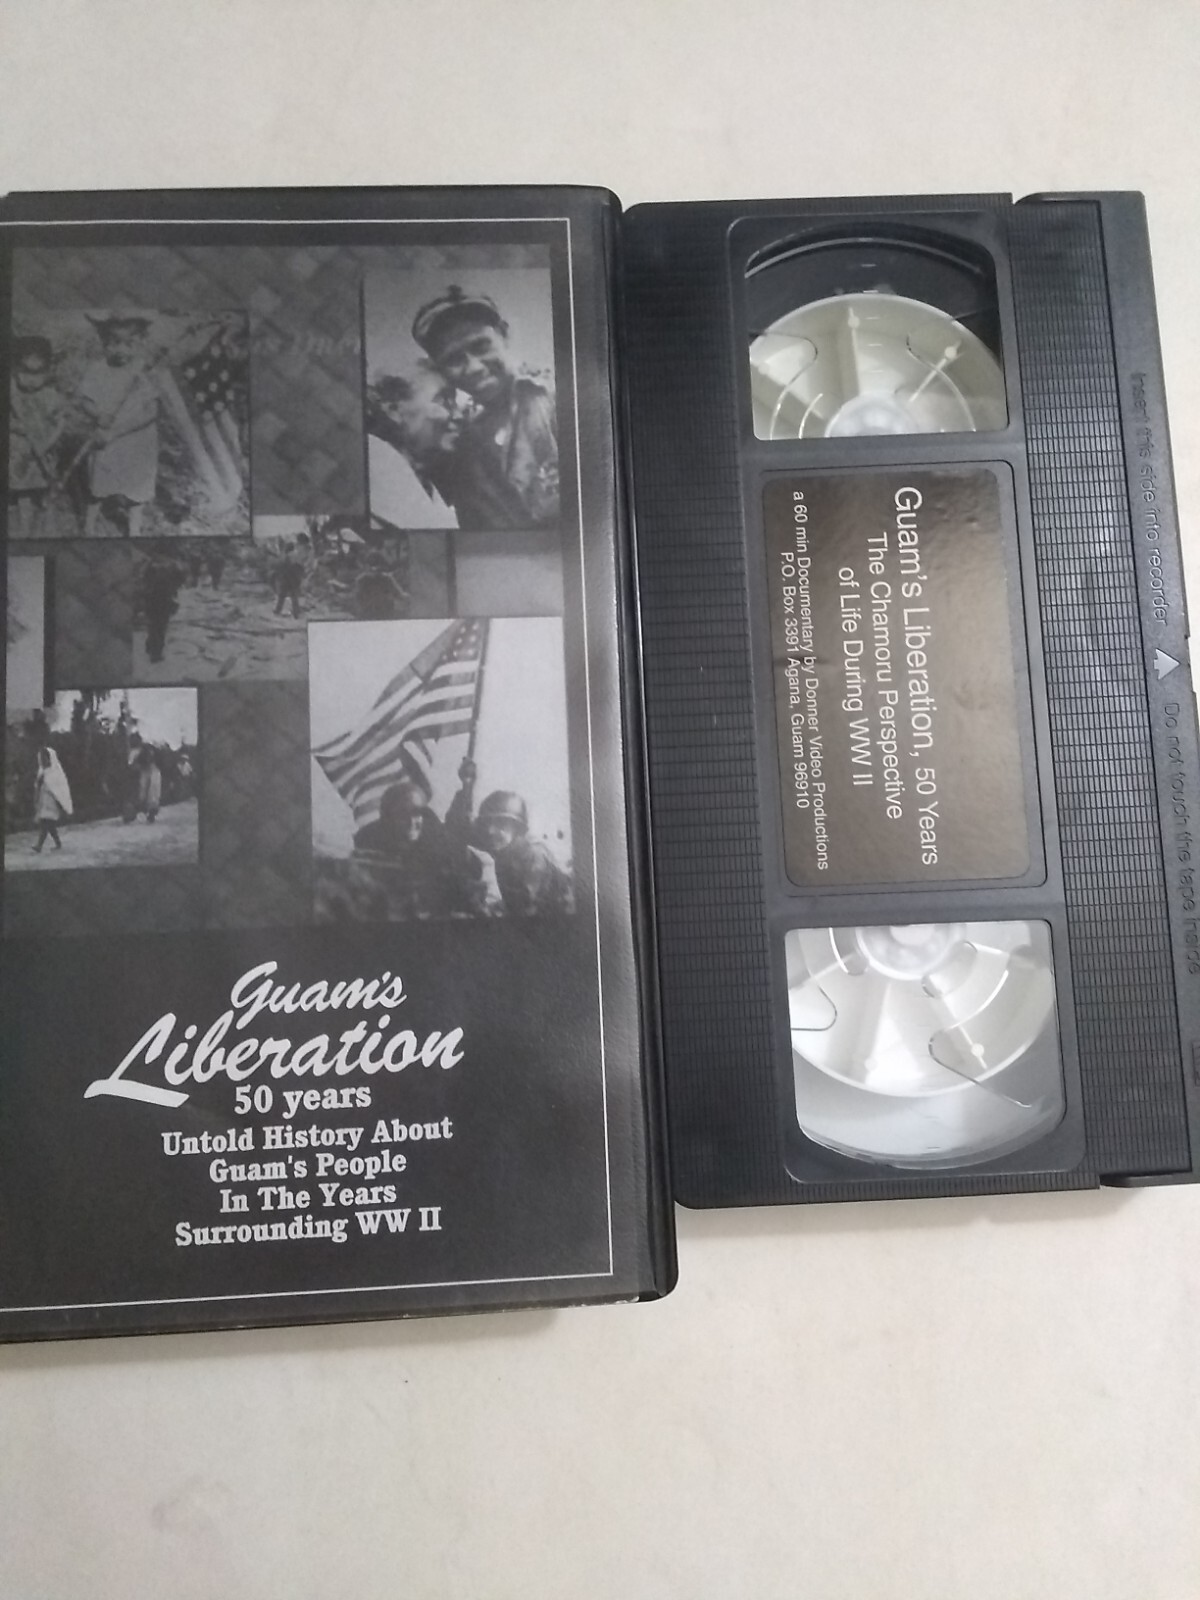 Guam's
Liberation
50 years
Untold History About
Guam's People
In The Years
Surrounding WW II
Guam's Liberation, 50 Years
The Chamoru Perspective
of Life During WW II
a 60 min Documentary by Donner Video Productions
P.O. Box 3391 Agana, Guam 96910
Insert this side into recorder Do not touch the tape inside